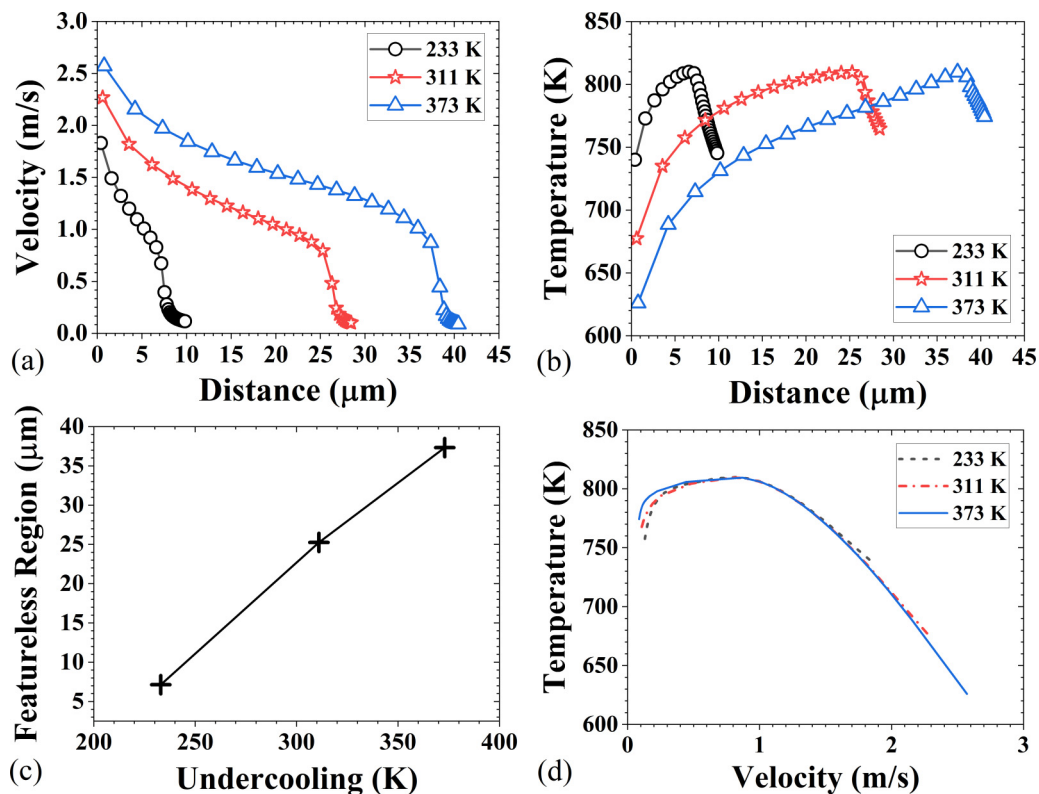 3.0
2.5
2.0
1.5
1.0
0.5
0.0
Velocity (m/s)
233 K
311 K
373 K
0 5 10 15 20 25 30 35 40 45
(a) Distance (μm)
850
800
750
700
650
600
Temperature (K)
233 K
311 K
373 K
0 5 10 15 20 25 30 35 40 45
(b) Distance (μm)
40
35
30
25
20
15
10
5
Featureless Region (μm)
200 300 400
(c) Undercooling (K)
850
800
750
700
650
600
Temperature (K)
233 K
311 K
373 K
0 1 2 3
(d) Velocity (m/s)